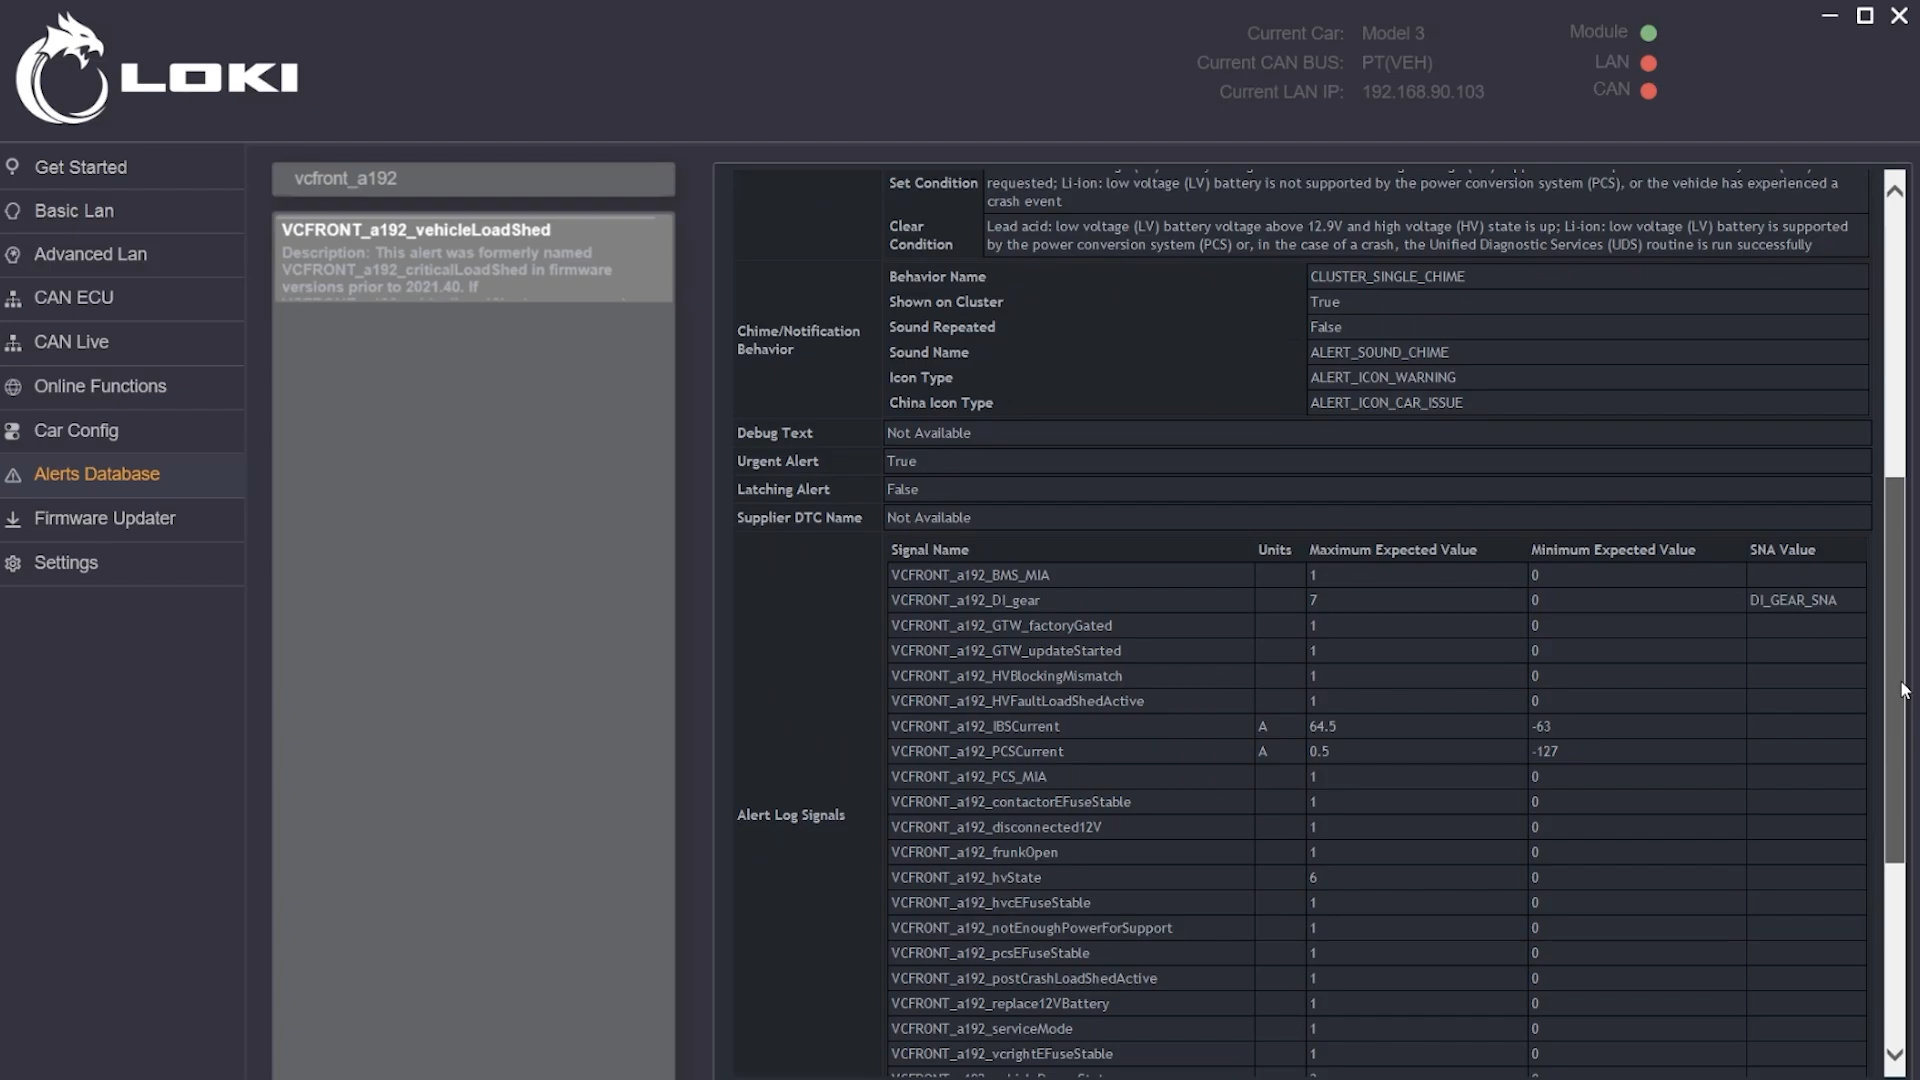 LOKI
Current Car: Model 3
Current CAN BUS: PT(VEH)
Current LAN IP: 192.168.90.103
Module
LAN
CAN
Get Started
Basic Lan
Advanced Lan
CAN ECU
CAN Live
Online Functions
Car Config
Alerts Database
Firmware Updater
Settings
vcfront_a192
VCFRONT_a192_vehicleLoadShed
Description: This alert was formerly named
VCFRONT_a192_criticalLoadShed in firmware
versions prior to 2021.40. If
Set Condition
requested; Li-ion: low voltage (LV) battery is not supported by the power conversion system (PCS), or the vehicle has experienced a
crash event
Clear
Condition
Lead acid: low voltage (LV) battery voltage above 12.9V and high voltage (HV) state is up; Li-ion: low voltage (LV) battery is supported
by the power conversion system (PCS) or, in the case of a crash, the Unified Diagnostic Services (UDS) routine is run successfully
Chime/Notification
Behavior
Behavior Name CLUSTER_SINGLE_CHIME
Shown on Cluster True
Sound Repeated False
Sound Name ALERT_SOUND_CHIME
Icon Type ALERT_ICON_WARNING
China Icon Type ALERT_ICON_CAR_ISSUE
Debug Text Not Available
Urgent Alert True
Latching Alert False
Supplier DTC Name Not Available
Alert Log Signals
Signal Name Units Maximum Expected Value Minimum Expected Value SNA Value
VCFRONT_a192_BMS_MIA 1 0
VCFRONT_a192_DI_gear 7 0 DI_GEAR_SNA
VCFRONT_a192_GTW_factoryGated 1 0
VCFRONT_a192_GTW_updateStarted 1 0
VCFRONT_a192_HVBlockingMismatch 1 0
VCFRONT_a192_HVFaultLoadShedActive 1 0
VCFRONT_a192_IBSCurrent A 64.5 -63
VCFRONT_a192_PCSCurrent A 0.5 -127
VCFRONT_a192_PCS_MIA 1 0
VCFRONT_a192_contactorEFuseStable 1 0
VCFRONT_a192_disconnected12V 1 0
VCFRONT_a192_frunkOpen 1 0
VCFRONT_a192_hvState 6 0
VCFRONT_a192_hvcEFuseStable 1 0
VCFRONT_a192_notEnoughPowerForSupport 1 0
VCFRONT_a192_pcsEFuseStable 1 0
VCFRONT_a192_postCrashLoadShedActive 1 0
VCFRONT_a192_replace12VBattery 1 0
VCFRONT_a192_serviceMode 1 0
VCFRONT_a192_vcrightEFuseStable 1 0